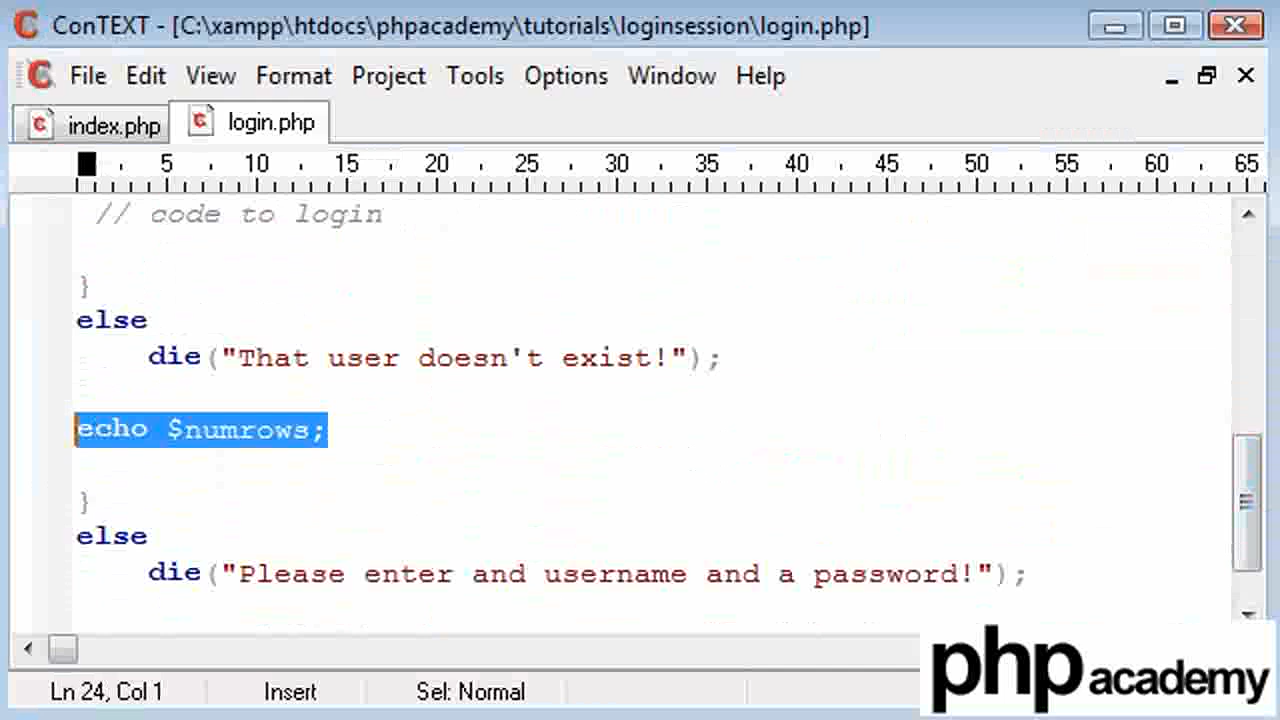 ConTEXT - [C:\xampp\htdocs\phpacademy\tutorials\loginsession\login.php]
File Edit View Format Project Tools Options Window Help
index.php login.php
5 10 15 20 25 30 35 40 45 50 55 60 65
// code to login
}
else
die("That user doesn't exist!");
echo $numrows;
}
else
die("Please enter and username and a password!");
Ln 24, Col 1 Insert Sel: Normal
php academy